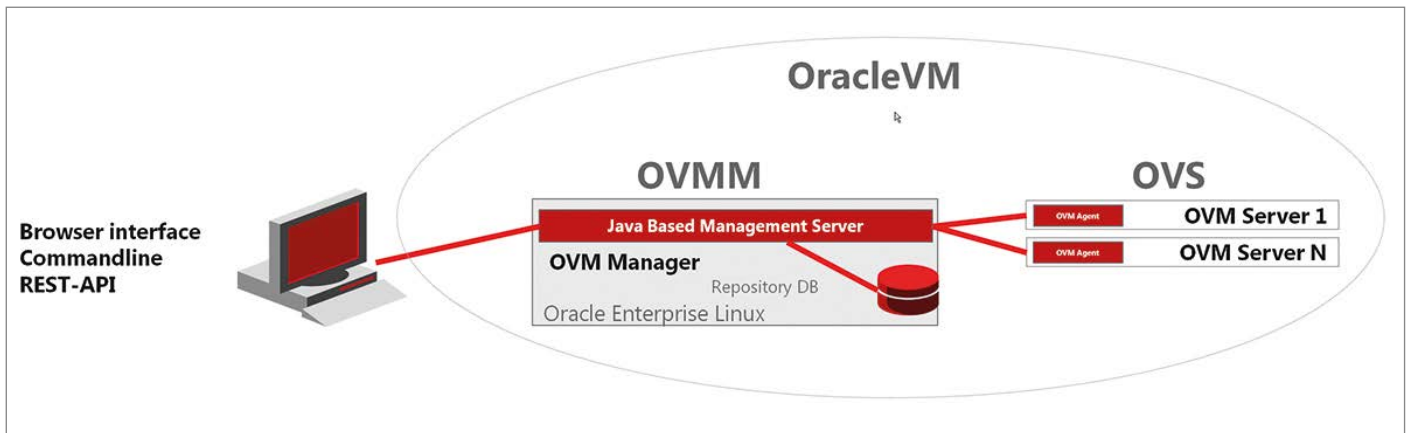 OracleVM
OVMM
OVS
Browser interface
Commandline
REST-API
Java Based Management Server
OVM Manager
Repository DB
Oracle Enterprise Linux
OVM Agent
OVM Server 1
OVM Agent
OVM Server N